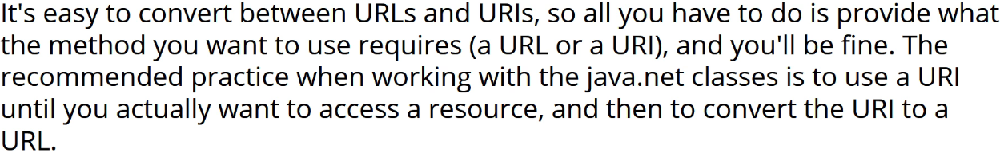 It's easy to convert between URLs and URIs, so all you have to do is provide what
the method you want to use requires (a URL or a URI), and you'll be fine. The
recommended practice when working with the java.net classes is to use a URI
until you actually want to access a resource, and then to convert the URI to a
URL.